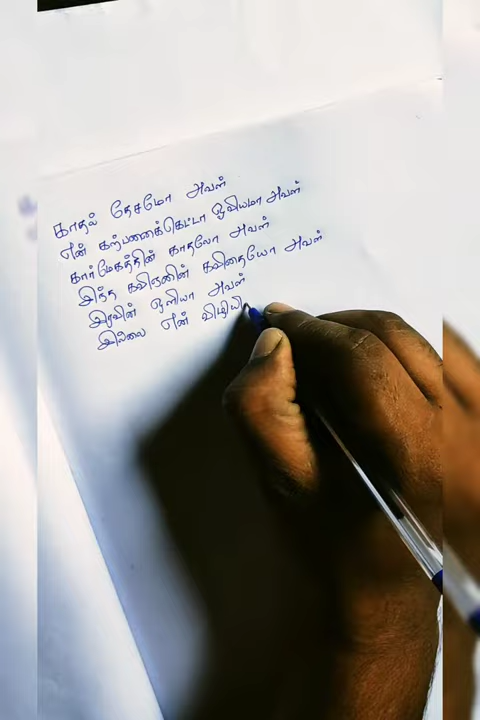 காதல் தேசமோ அவள்
என் கற்பனைக்கெட்டா ஓவியமா அவள்
கார்மேகத்தின் காதலோ அவள்
இந்த கவிஞனின் கவிதையோ அவள்
இரவின் ஒளியா அவள்
இல்லை என் விழியி